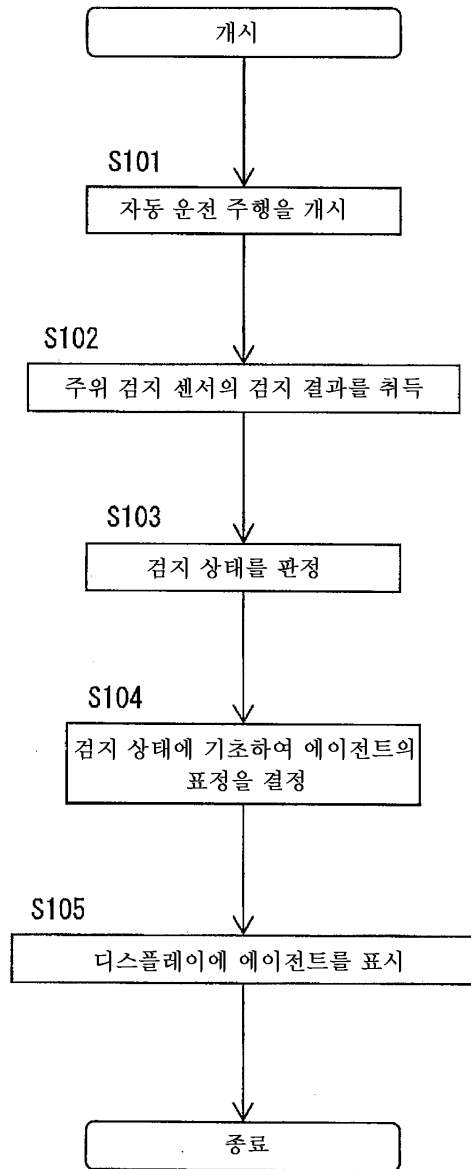 개시
S101
자동 운전 주행을 개시
S102
주위 검지 센서의 검지 결과를 취득
S103
검지 상태를 판정
S104
검지 상태에 기초하여 에이전트의
표정을 결정
S105
디스플레이에 에이전트를 표시
종료